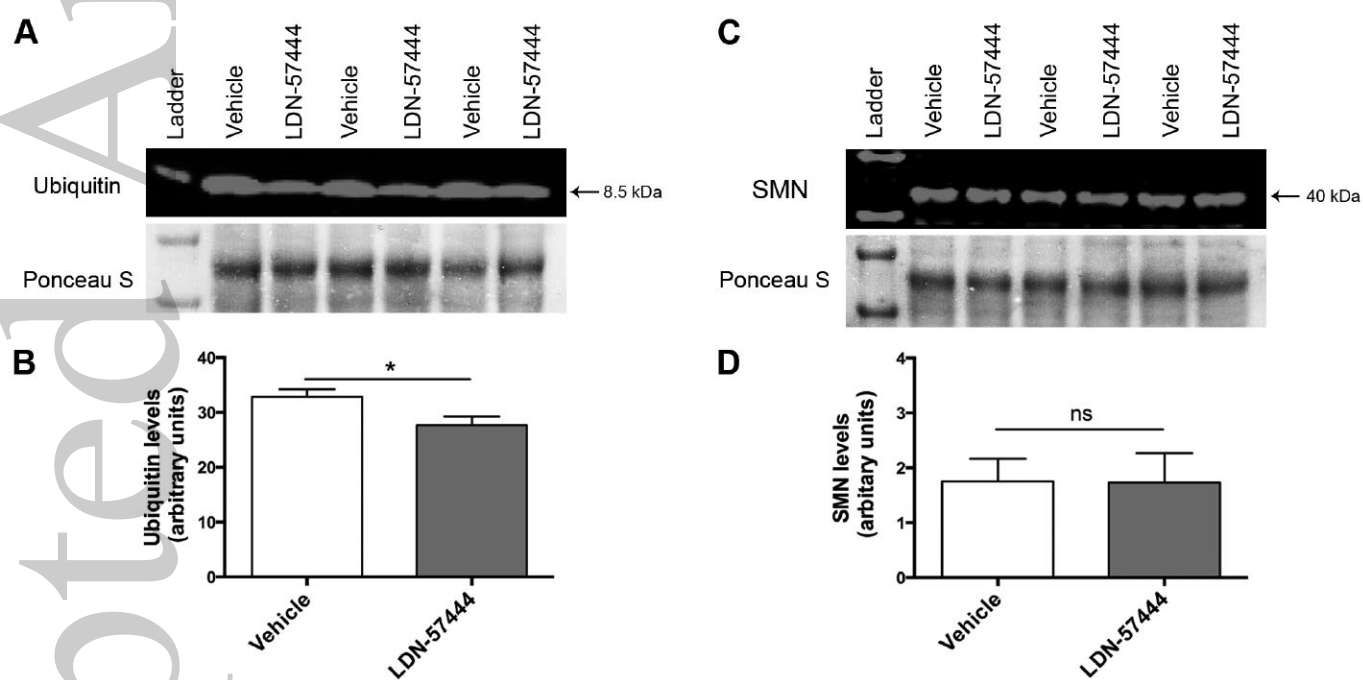 A
Ladder
Vehicle
LDN-57444
Vehicle
LDN-57444
Vehicle
LDN-57444
Ubiquitin
8.5 kDa
Ponceau S
B
Ubiquitin levels
(arbitrary units)
40
30
20
10
0
*
Vehicle
LDN-57444
C
Ladder
Vehicle
LDN-57444
Vehicle
LDN-57444
Vehicle
LDN-57444
SMN
40 kDa
Ponceau S
D
SMN levels
(arbitary units)
4
3
2
1
0
ns
Vehicle
LDN-57444